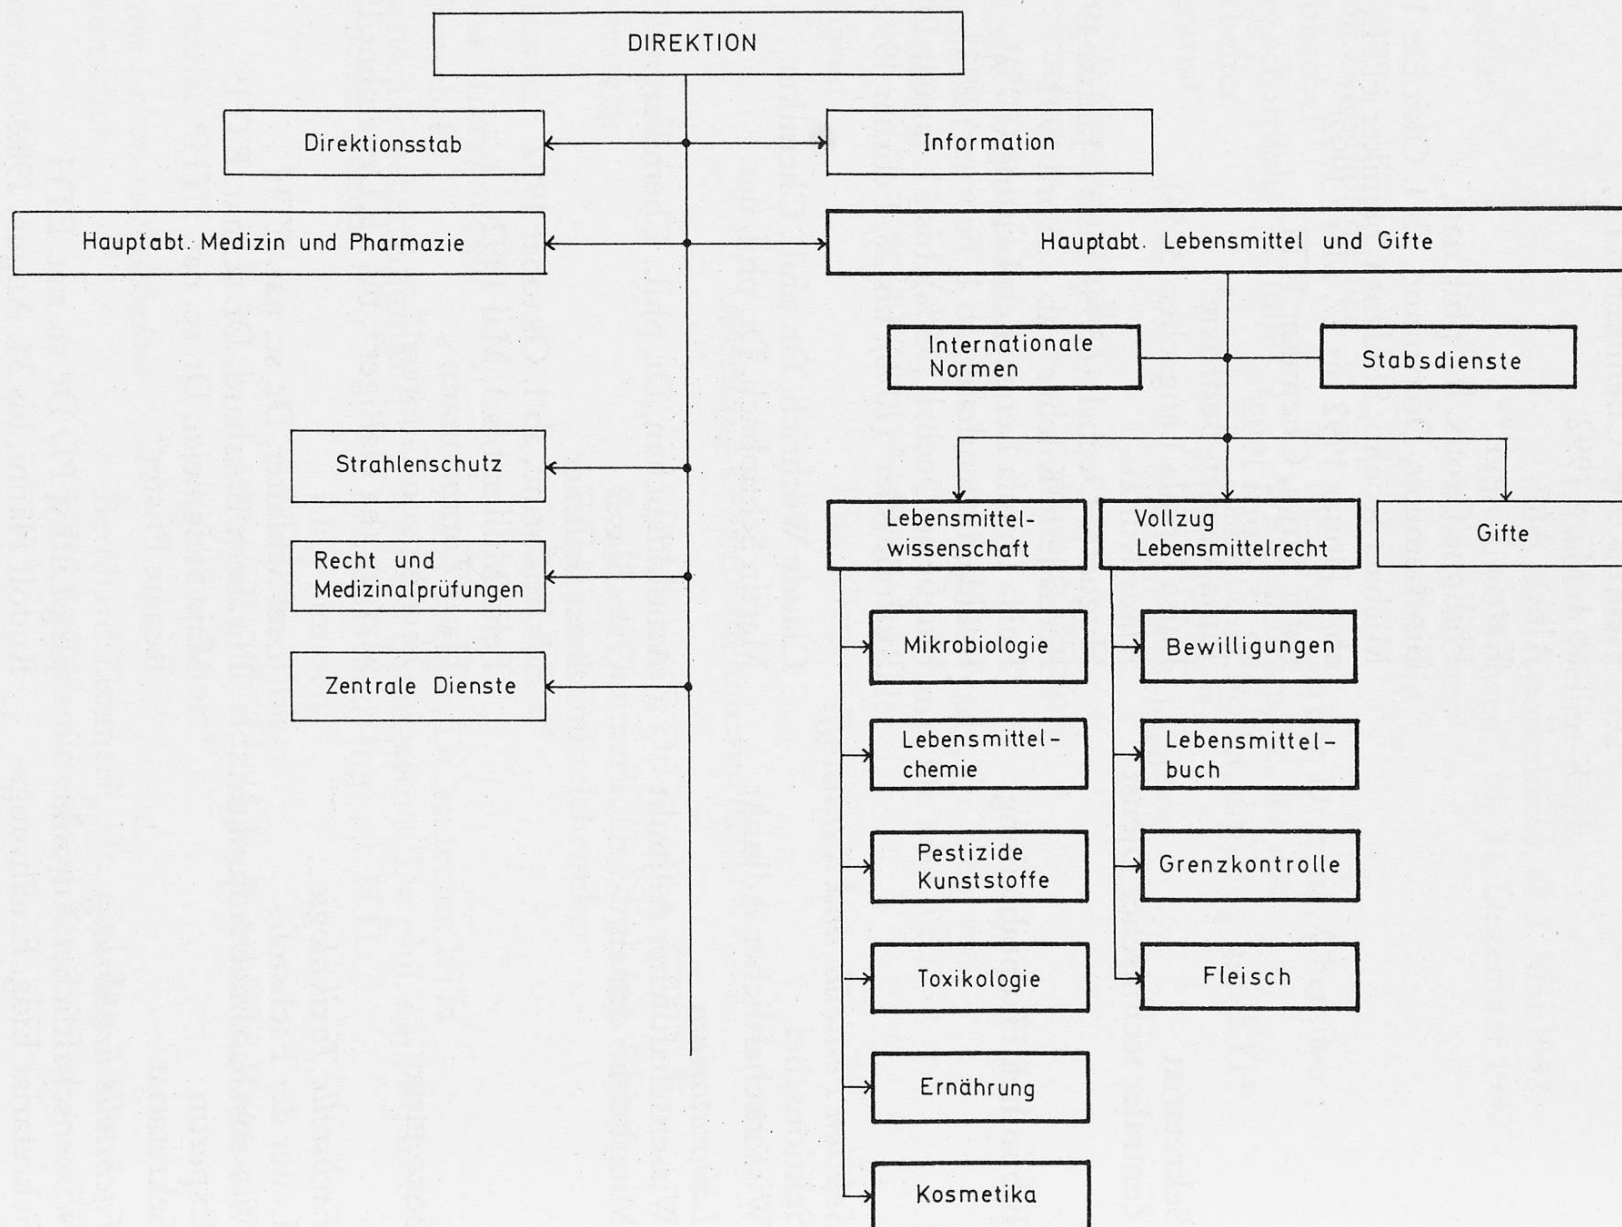 DIREKTION
Direktionsstab
Information
Hauptabt. Medizin und Pharmazie
Hauptabt. Lebensmittel und Gifte
Internationale
Normen
Stabsdienste
Strahlenschutz
Recht und
Medizinalprüfungen
Zentrale Dienste
Lebensmittel-
wissenschaft
Vollzug
Lebensmittelrecht
Gifte
Mikrobiologie
Lebensmittel-
chemie
Pestizide
Kunststoffe
Toxikologie
Ernährung
Kosmetika
Bewilligungen
Lebensmittel-
buch
Grenzkontrolle
Fleisch